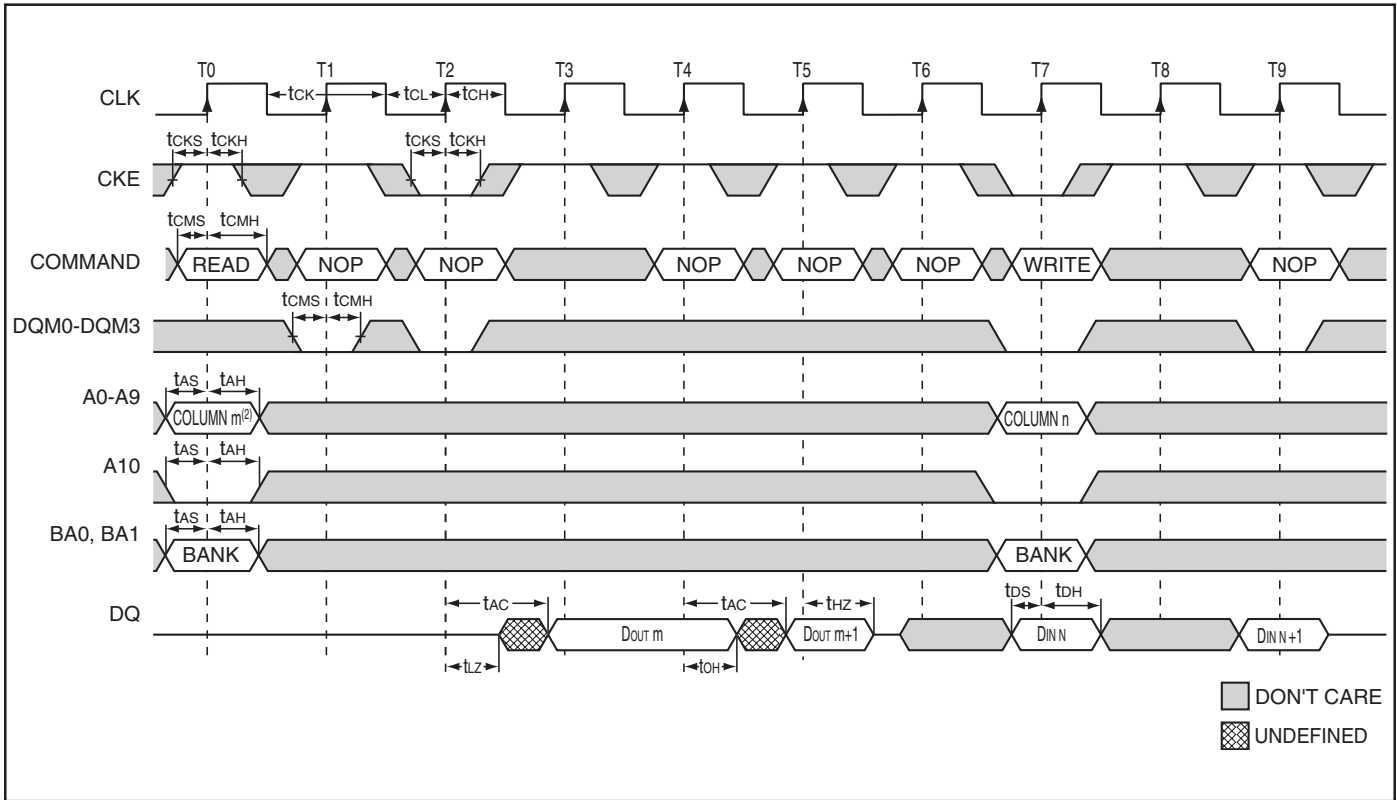 T0 T1 T2 T3 T4 T5 T6 T7 T8 T9
CLK tCK tCL tCH
tCKS tCKH tCKS tCKH
CKE
tCMS tCMH
COMMAND READ NOP NOP NOP NOP NOP WRITE NOP
tCMS tCMH
DQM0-DQM3
tAS tAH
A0-A9 COLUMN m(2) COLUMN n
tAS tAH
A10
tAS tAH
BA0, BA1 BANK BANK
tAC tAC tHZ tDS tDH
DQ DOUT m DOUT m+1 DIN N DIN N+1
tLZ tOH
DON'T CARE
UNDEFINED